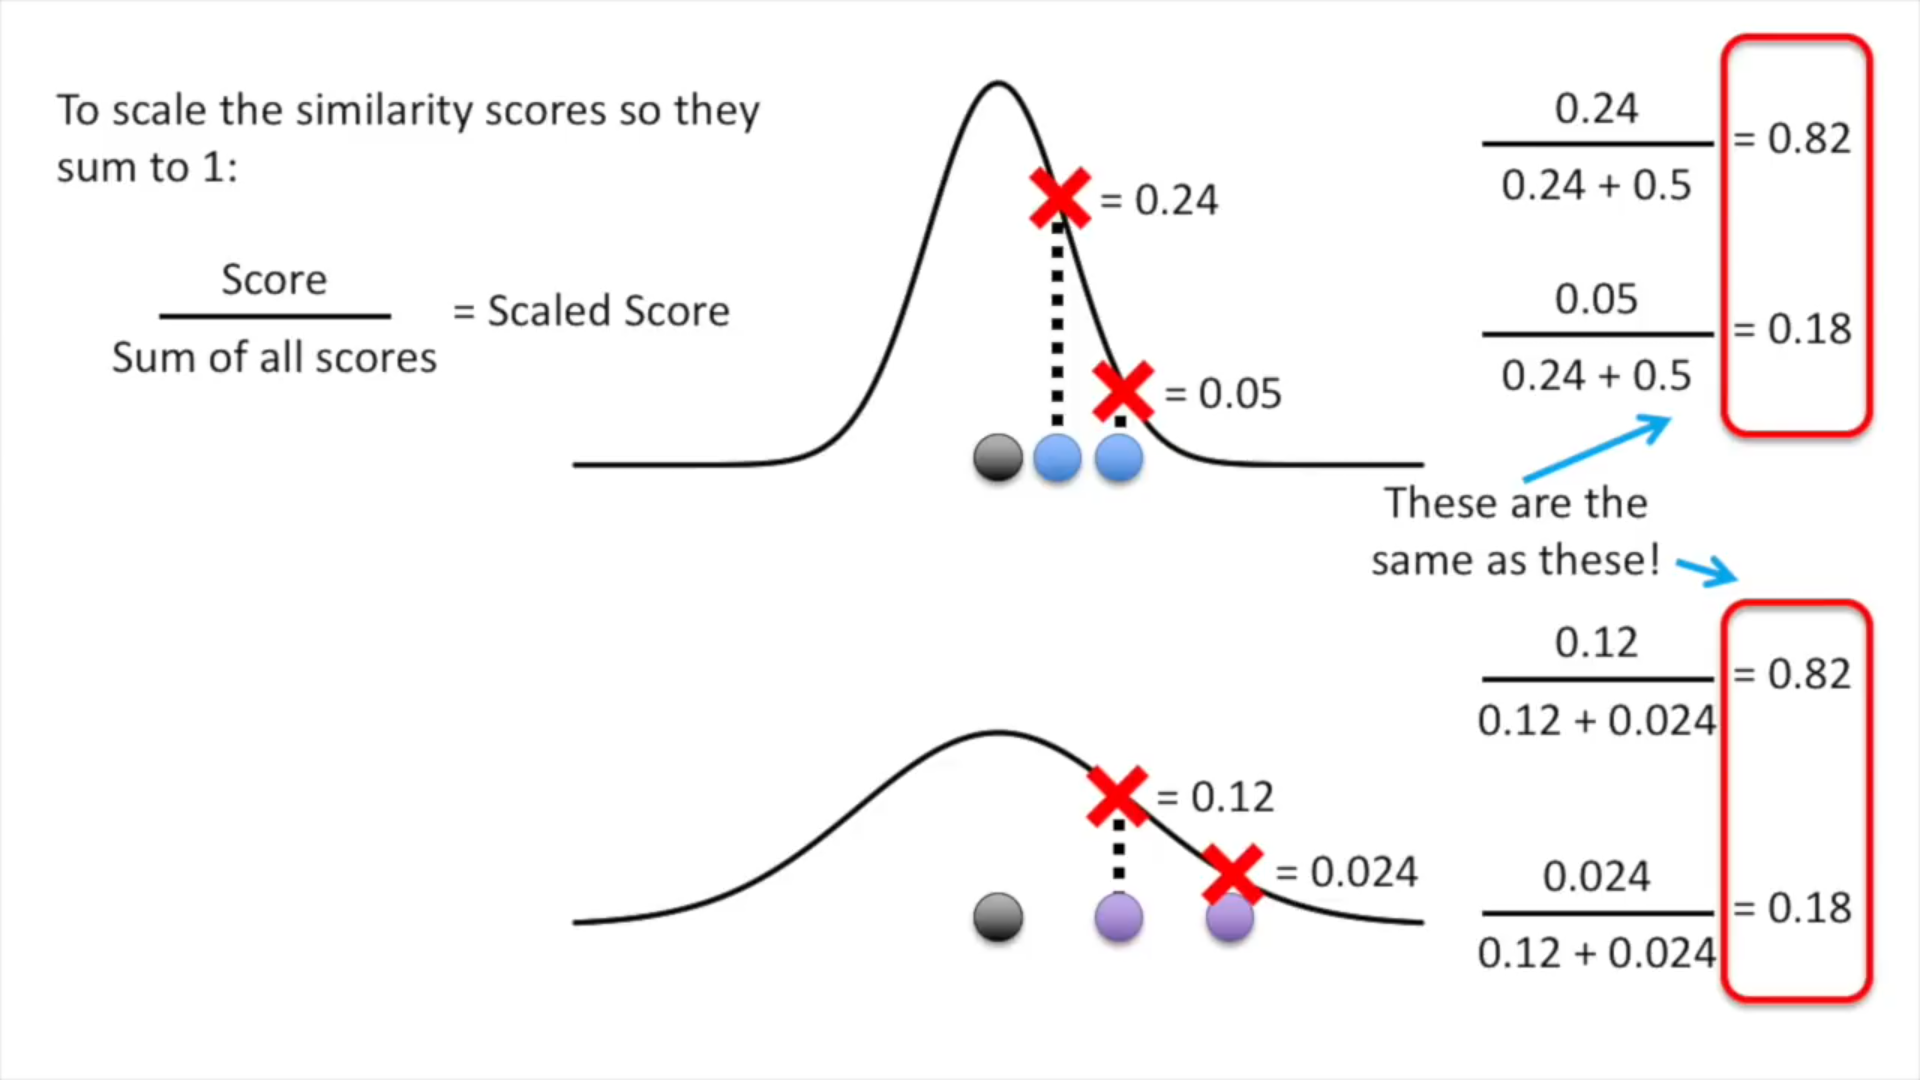 To scale the similarity scores so they
sum to 1:
Score
Sum of all scores
= Scaled Score
= 0.24
= 0.05
0.24
0.24 + 0.5
= 0.82
0.05
0.24 + 0.5
= 0.18
These are the
same as these!
= 0.12
= 0.024
0.12
0.12 + 0.024
= 0.82
0.024
0.12 + 0.024
= 0.18